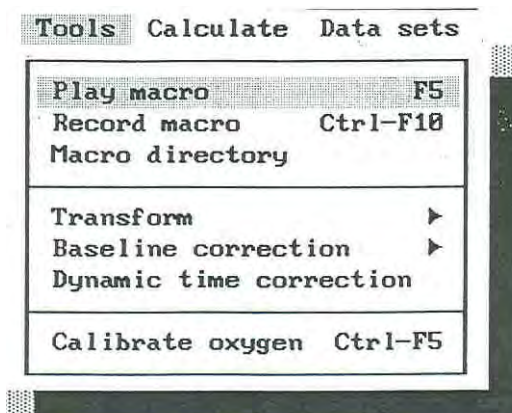 Tools Calculate Data sets
Play macro F5
Record macro Ctrl-F10
Macro directory
Transform ►
Baseline correction ►
Dynamic time correction
Calibrate oxygen Ctrl-F5